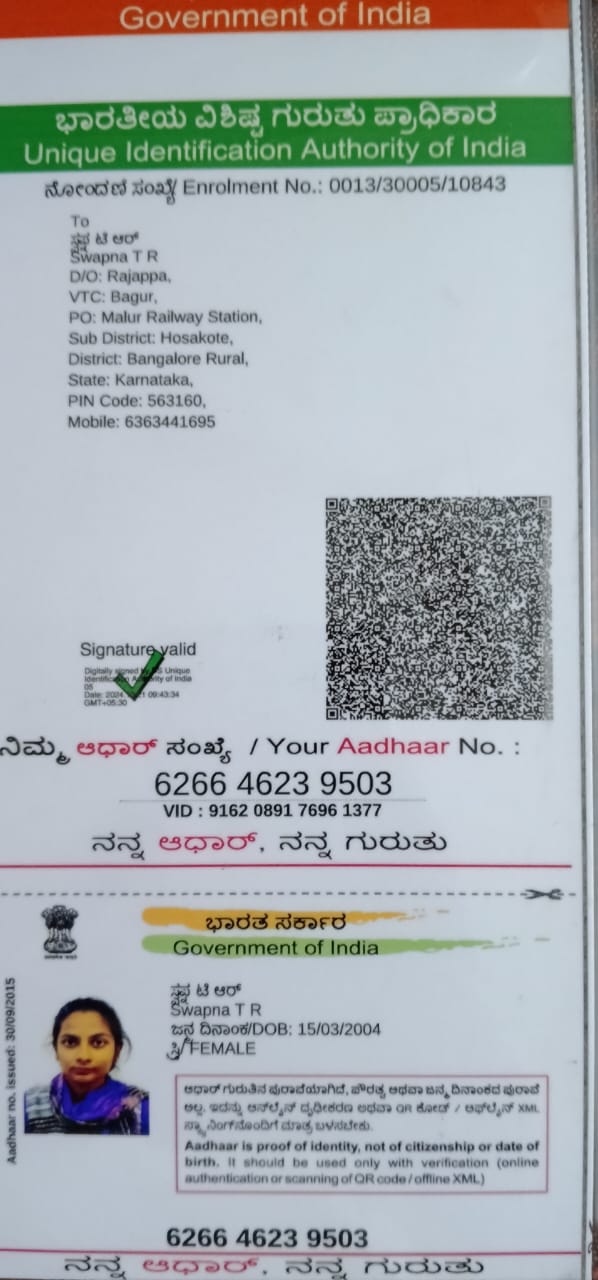 Government of India
ಭಾರತೀಯ ವಿಶಿಷ್ಟ ಗುರುತು ಪ್ರಾಧಿಕಾರ
Unique Identification Authority of India
ನೋಂದಣಿ ಸಂಖ್ಯೆ/ Enrolment No.: 0013/30005/10843
To
ಟಿ ಆರ್
Swapna T R
D/O: Rajappa,
VTC: Bagur,
PO: Malur Railway Station,
Sub District: Hosakote,
District: Bangalore Rural,
State: Karnataka,
PIN Code: 563160,
Mobile: 6363441695
Signature valid
Digitally signed by DS Unique
Identification Authority of India
05
Date: 2024 09:43:34
GMT+05:30
ನಿಮ್ಮ ಆಧಾರ್ ಸಂಖ್ಯೆ / Your Aadhaar No. :
6266 4623 9503
VID : 9162 0891 7696 1377
ನನ್ನ ಆಧಾರ್, ನನ್ನ ಗುರುತು
ಭಾರತ ಸರ್ಕಾರ
Government of India
Aadhaar no. issued: 30/09/2015
ಟಿ ಆರ್
Swapna T R
ಜನ್ಮ ದಿನಾಂಕ/DOB: 15/03/2004
ಸ್ತ್ರೀ/ FEMALE
ಆಧಾರ್ ಗುರುತಿನ ಪುರಾವೆಯಾಗಿದೆ, ಪೌರತ್ವ ಅಥವಾ ಜನ್ಮ ದಿನಾಂಕದ ಪುರಾವೆ
ಅಲ್ಲ. ಇದನ್ನು ಆನ್‌ಲೈನ್ ದೃಢೀಕರಣ ಅಥವಾ QR ಕೋಡ್ / ಆಫ್‌ಲೈನ್ XML
ಸ್ಕ್ಯಾನಿಂಗ್‌ನೊಂದಿಗೆ ಮಾತ್ರ ಬಳಸಬೇಕು.
Aadhaar is proof of identity, not of citizenship or date of
birth. It should be used only with verification (online
authentication or scanning of QR code / offline XML)
6266 4623 9503
ನನ್ನ ಆಧಾರ್, ನನ್ನ ಗುರುತು